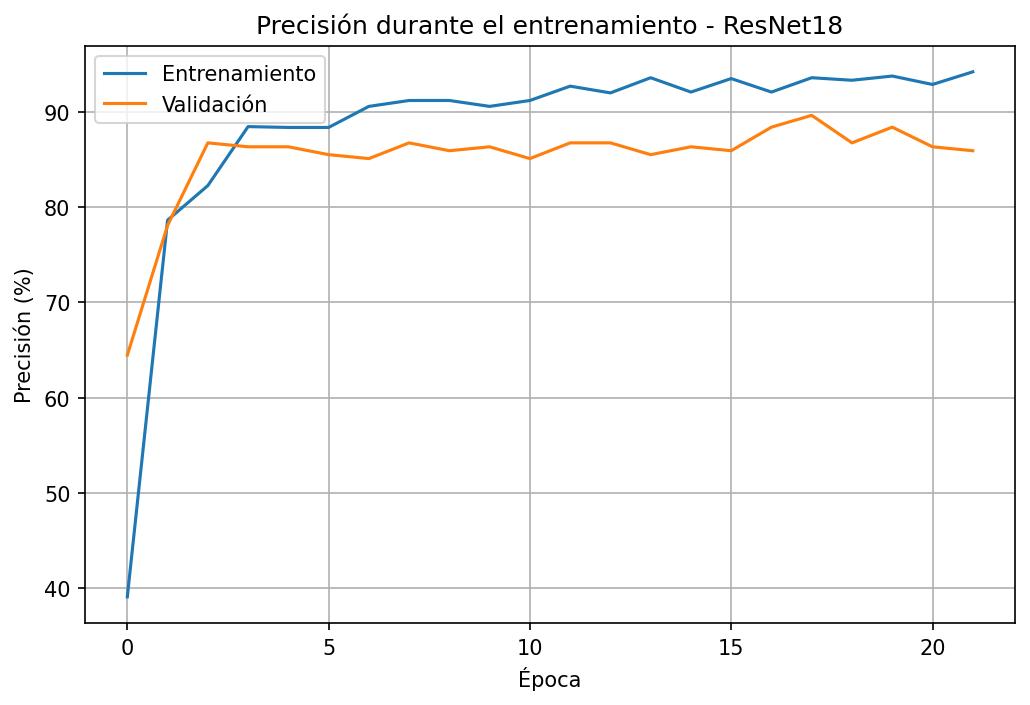 Precisión durante el entrenamiento - ResNet18
Entrenamiento
Validación
90
80
70
60
50
40
Precisión (%)
0 5 10 15 20
Época